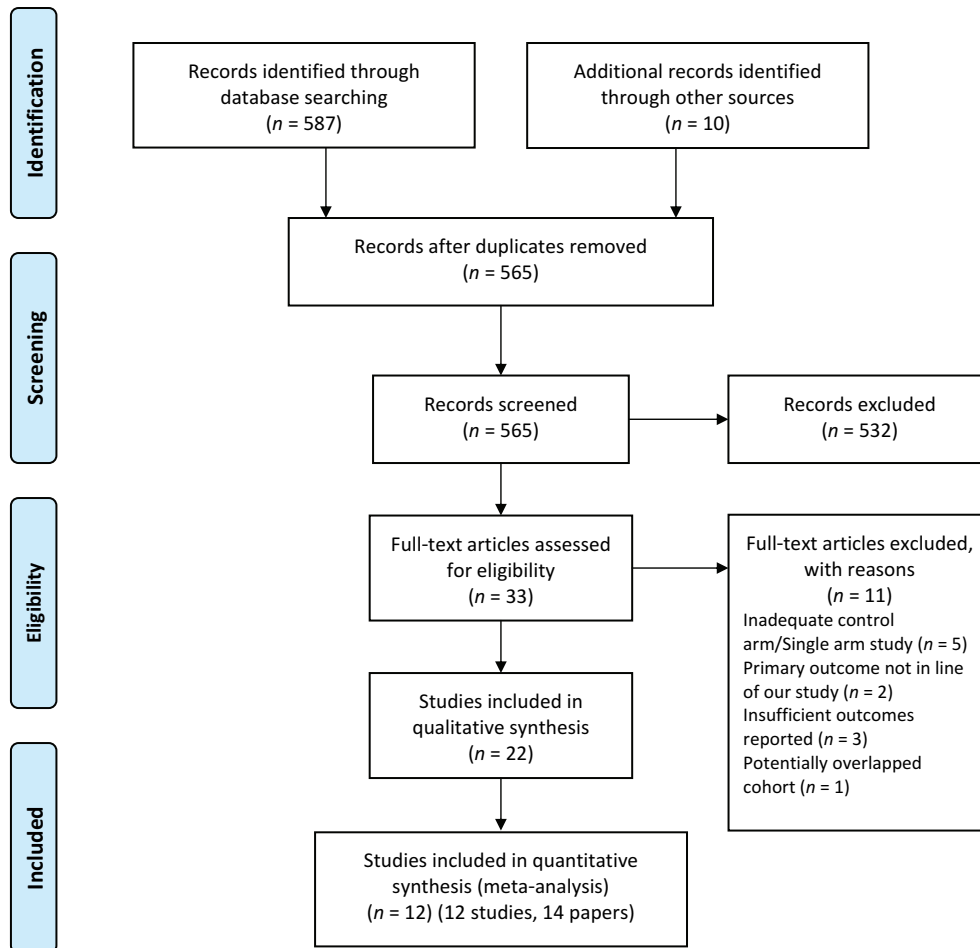 Identification
Records identified through
database searching
(n = 587)
Additional records identified
through other sources
(n = 10)
Records after duplicates removed
(n = 565)
Screening
Records screened
(n = 565)
Records excluded
(n = 532)
Eligibility
Full-text articles assessed
for eligibility
(n = 33)
Full-text articles excluded,
with reasons
(n = 11)
Inadequate control
arm/Single arm study (n = 5)
Primary outcome not in line
of our study (n = 2)
Insufficient outcomes
reported (n = 3)
Potentially overlapped
cohort (n = 1)
Studies included in
qualitative synthesis
(n = 22)
Included
Studies included in quantitative
synthesis (meta-analysis)
(n = 12) (12 studies, 14 papers)